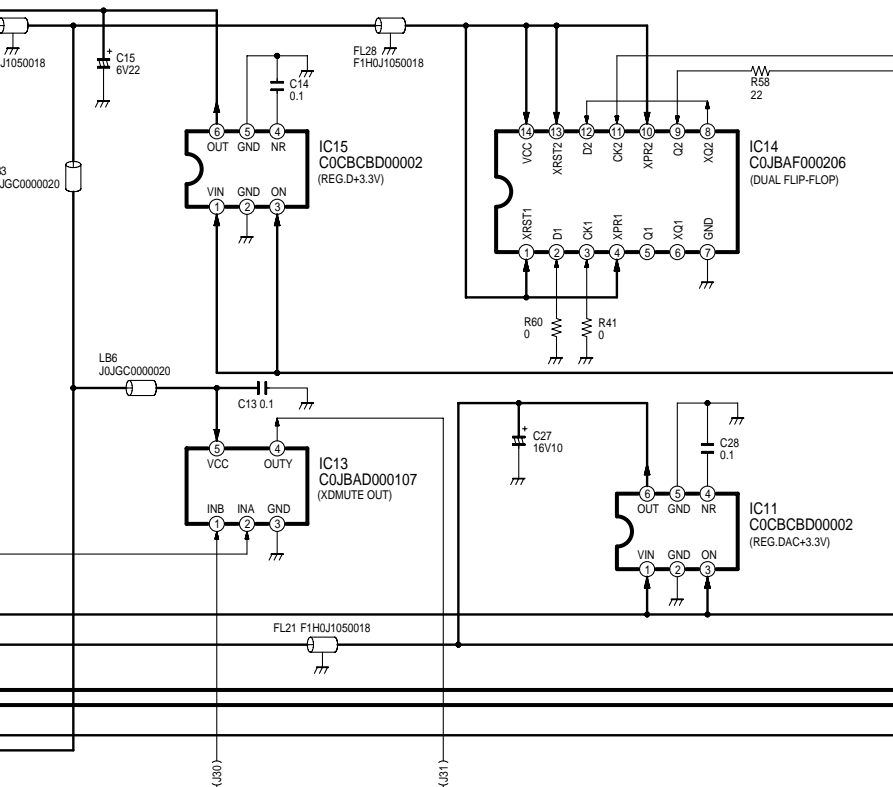 J1050018
C15
6V22
FL28
F1H0J1050018
C14
0.1
R58
22
6 5 4
OUT GND NR
VIN GND ON
1 2 3
IC15
C0CBCBD00002
(REG.D+3.3V)
14 13 12 11 10 9 8
VCC XRST2 D2 CK2 XPR2 Q2 XQ2
XRST1 D1 CK1 XPR1 Q1 XQ1 GND
1 2 3 4 5 6 7
IC14
C0JBAF000206
(DUAL FLIP-FLOP)
3
JGC0000020
R60
0
R41
0
LB6
J0JGC0000020
C13 0.1
5 4
VCC OUTY
INB INA GND
1 2 3
IC13
C0JBAD000107
(XDMUTE OUT)
C27
16V10
C28
0.1
6 5 4
OUT GND NR
VIN GND ON
1 2 3
IC11
C0CBCBD00002
(REG.DAC+3.3V)
FL21 F1H0J1050018
(J30)
(J31)